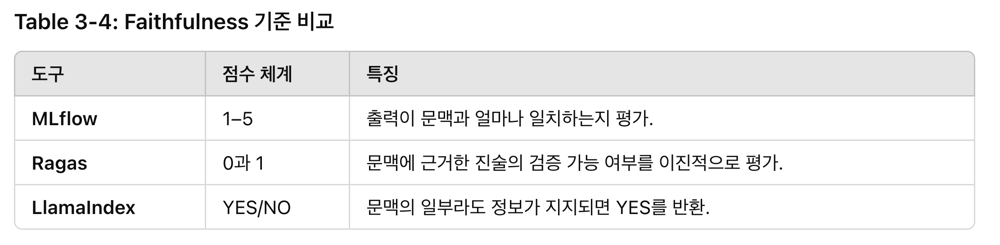 Table 3-4: Faithfulness 기준 비교
도구 점수 체계 특징
MLflow 1–5 출력이 문맥과 얼마나 일치하는지 평가.
Ragas 0과 1 문맥에 근거한 진술의 검증 가능 여부를 이진적으로 평가.
LlamaIndex YES/NO 문맥의 일부라도 정보가 지지되면 YES를 반환.